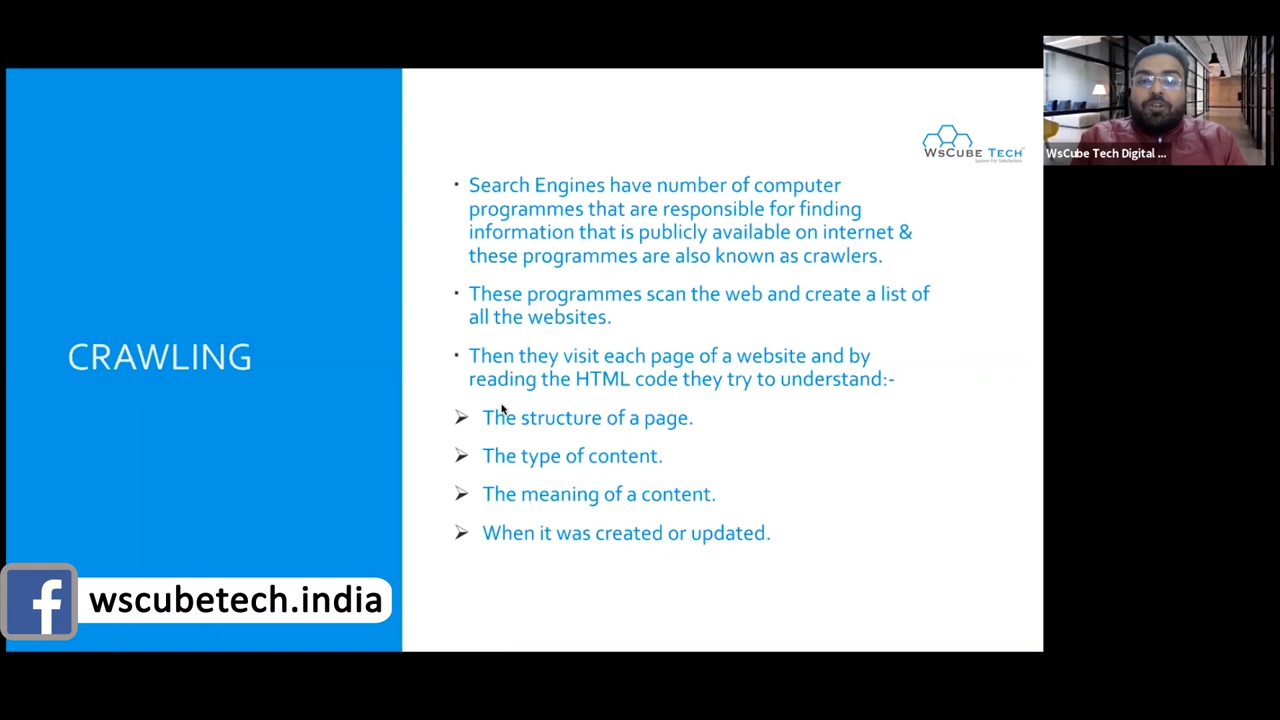 WsCube Tech
System For Satisfaction
WsCube Tech Digital ...
▪ Search Engines have number of computer
programmes that are responsible for finding
information that is publicly available on internet &
these programmes are also known as crawlers.
▪ These programmes scan the web and create a list of
all the websites.
▪ Then they visit each page of a website and by
reading the HTML code they try to understand:-
➢ The structure of a page.
➢ The type of content.
➢ The meaning of a content.
➢ When it was created or updated.
CRAWLING
f wscubetech.india